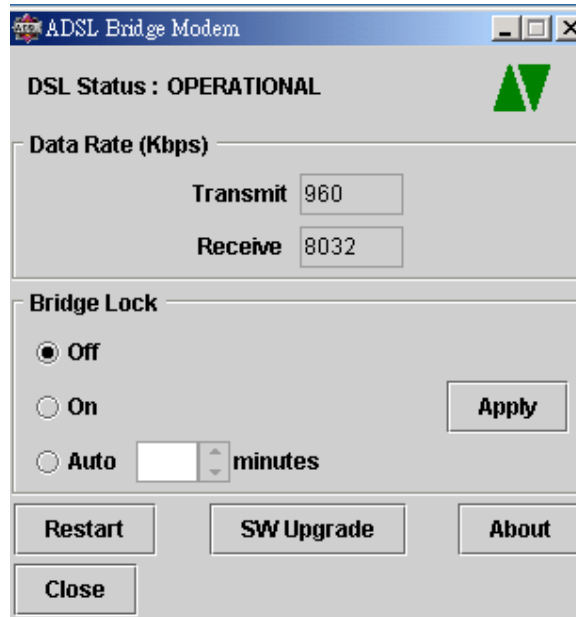 ADSL Bridge Modem
DSL Status : OPERATIONAL
Data Rate (Kbps)
Transmit 960
Receive 8032
Bridge Lock
Off
On
Apply
Auto minutes
Restart SW Upgrade About
Close